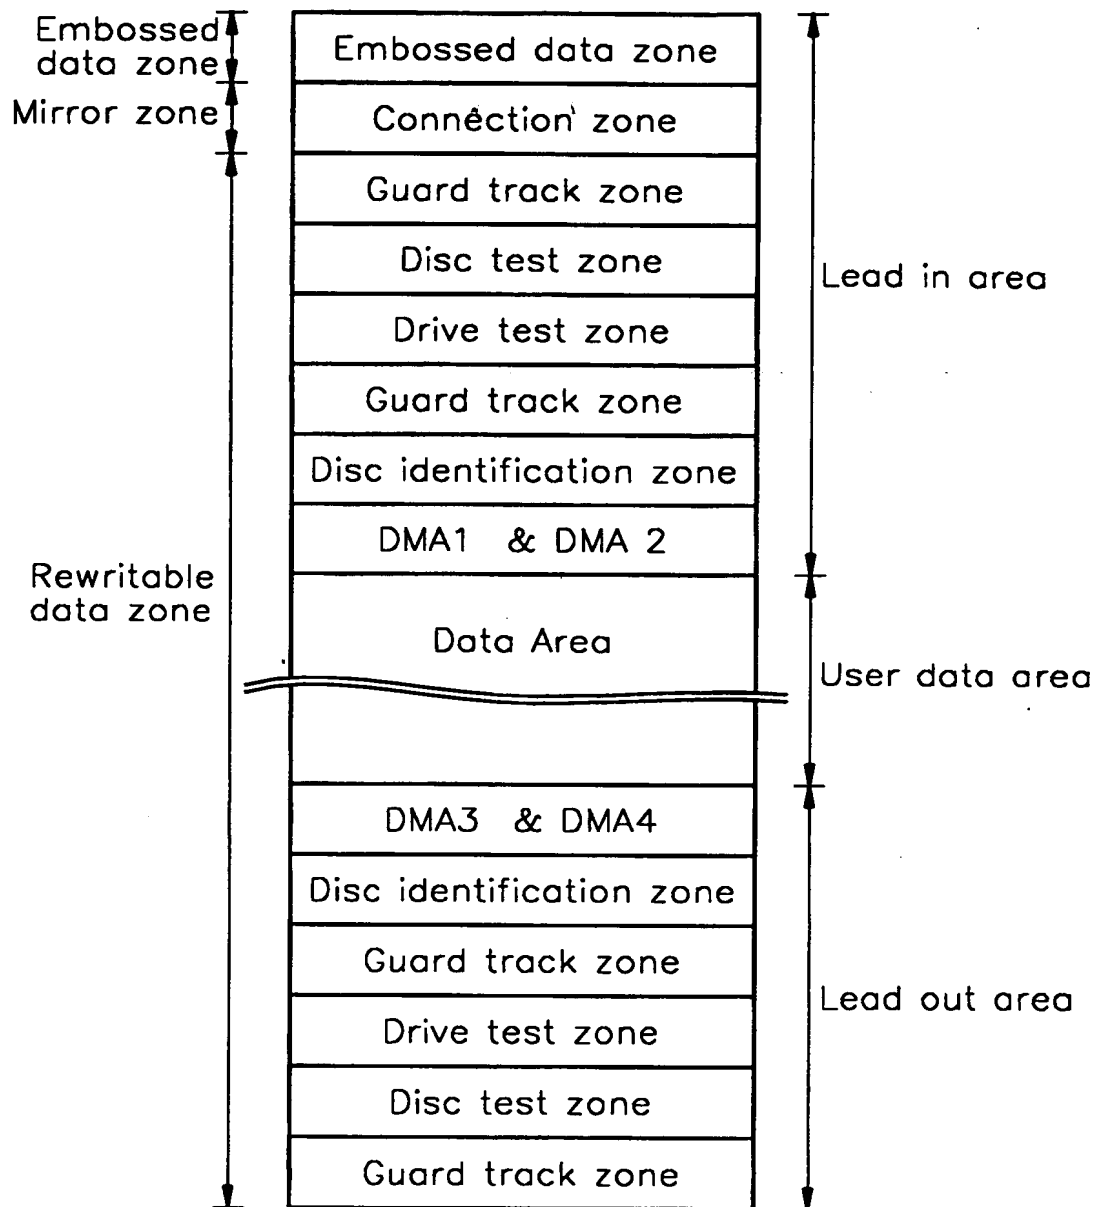 Embossed
data zone
Mirror zone
Rewritable
data zone
Embossed data zone
Connection zone
Guard track zone
Disc test zone
Drive test zone
Guard track zone
Disc identification zone
DMA1 & DMA 2
Data Area
DMA3 & DMA4
Disc identification zone
Guard track zone
Drive test zone
Disc test zone
Guard track zone
Lead in area
User data area
Lead out area